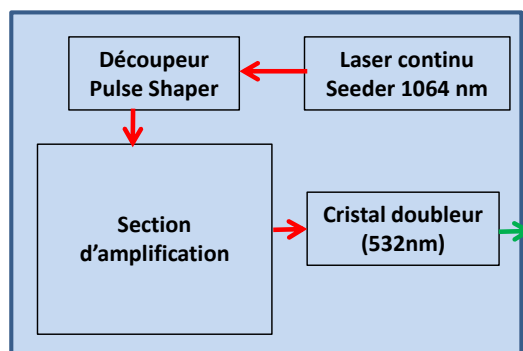 Découpeur
Pulse Shaper
Laser continu
Seeder 1064 nm
Section
d'amplification
Cristal doubleur
(532nm)